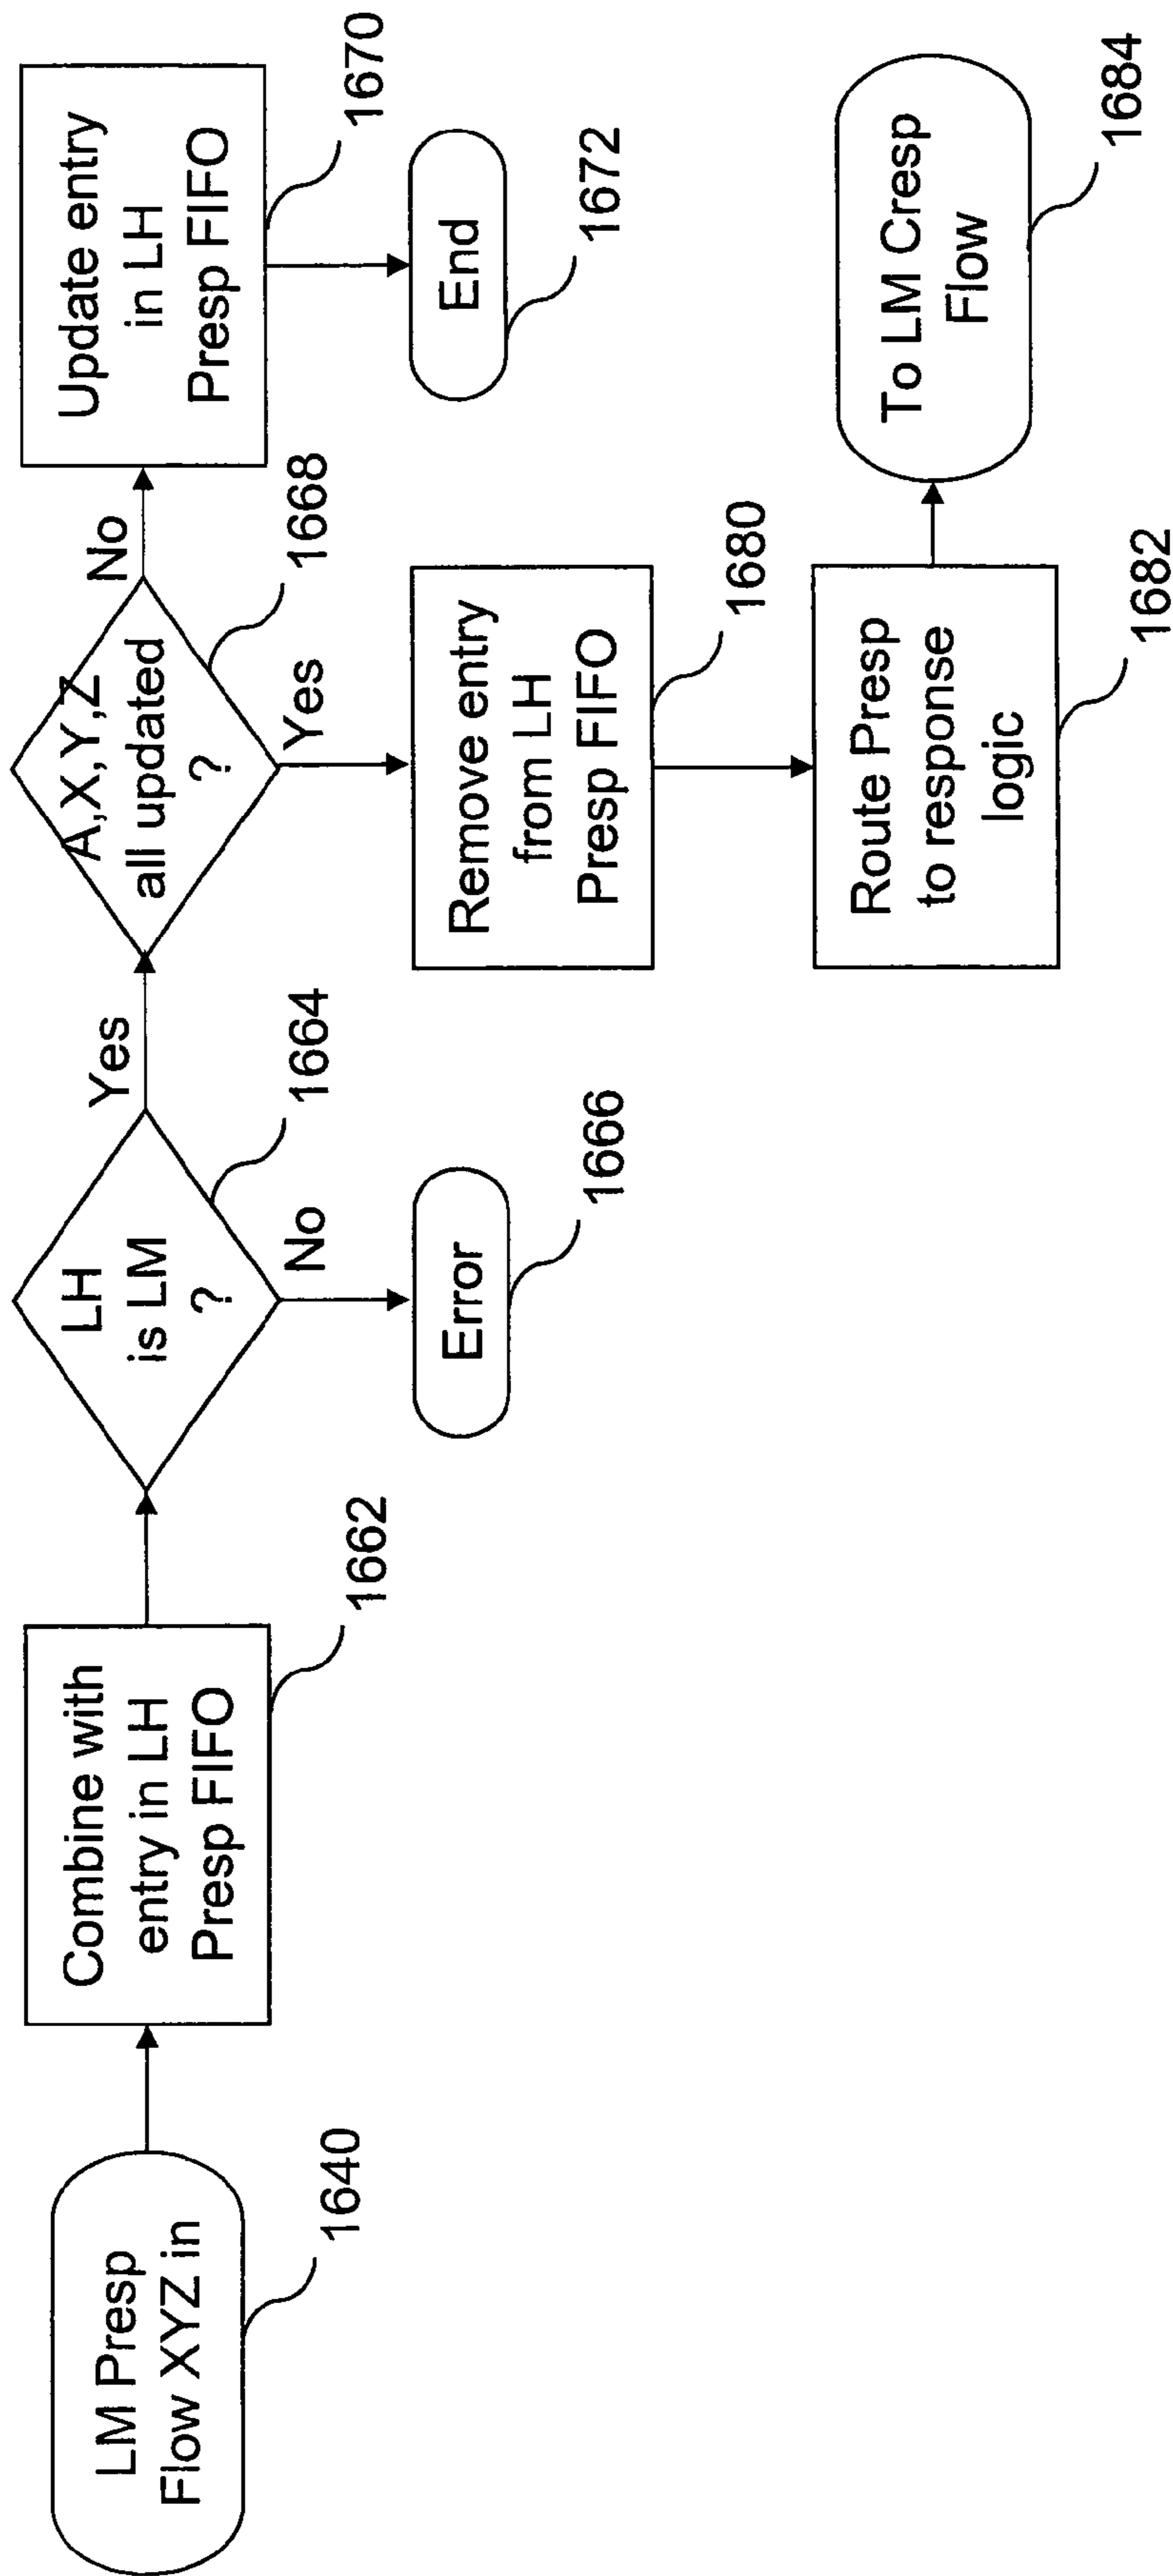 LM Presp
Flow XYZ in
1640
Combine with
entry in LH
Presp FIFO
1662
LH
is LM
?
1664
No
Error
1666
Yes
A,X,Y,Z
all updated
?
1668
No
Update entry
in LH
Presp FIFO
1670
End
1672
Yes
Remove entry
from LH
Presp FIFO
1680
Route Presp
to response
logic
1682
To LM Cresp
Flow
1684